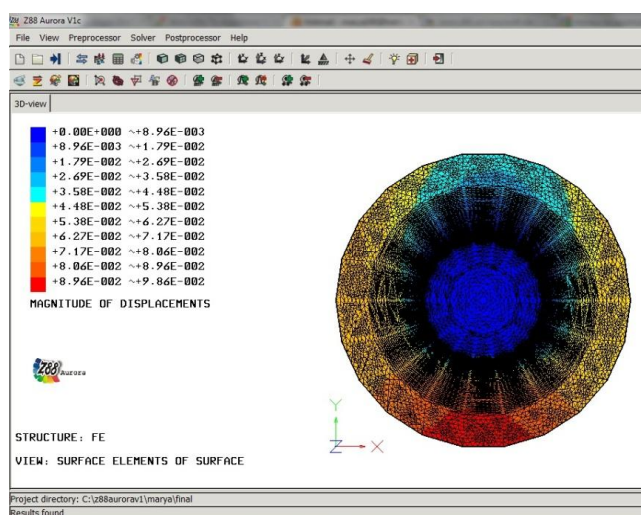 Z88 Aurora V1c
File View Preprocessor Solver Postprocessor Help
3D-view
+0.00E+000 ~+8.96E-003
+8.96E-003 ~+1.79E-002
+1.79E-002 ~+2.69E-002
+2.69E-002 ~+3.58E-002
+3.58E-002 ~+4.48E-002
+4.48E-002 ~+5.38E-002
+5.38E-002 ~+6.27E-002
+6.27E-002 ~+7.17E-002
+7.17E-002 ~+8.06E-002
+8.06E-002 ~+8.96E-002
+8.96E-002 ~+9.86E-002
MAGNITUDE OF DISPLACEMENTS
Z88 Aurora
Y
Z X
STRUCTURE: FE
VIEW: SURFACE ELEMENTS OF SURFACE
Project directory: C:\z88aurorav1\marya\final
Results found